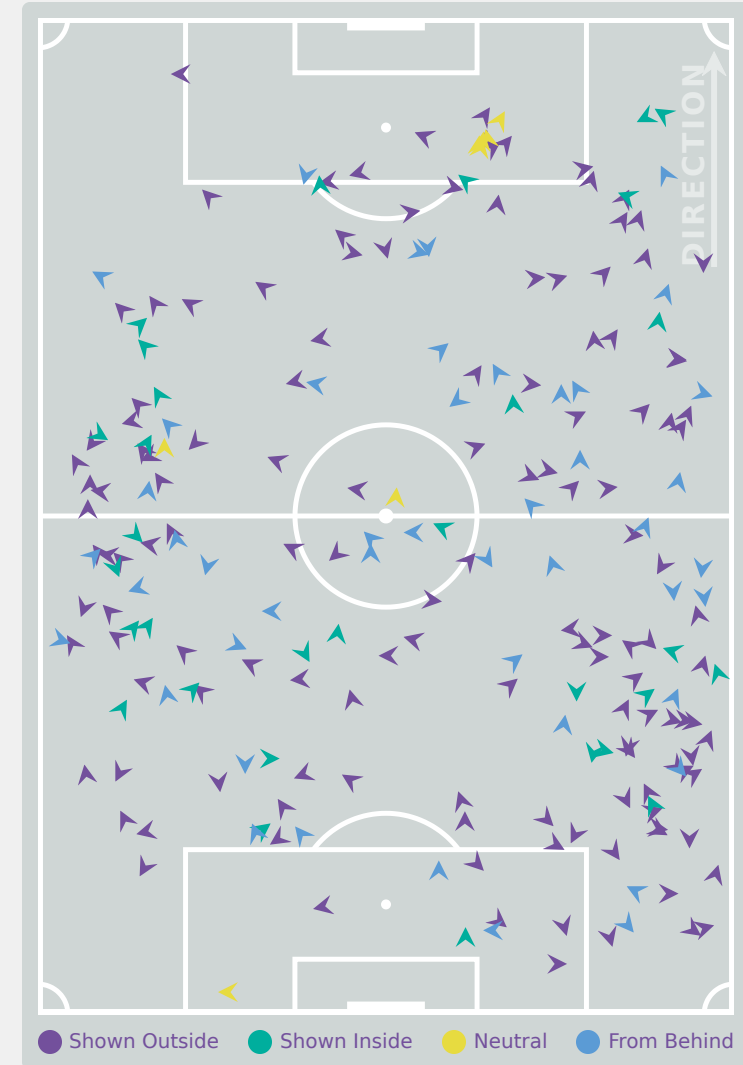 DIRECTION
Shown Outside
Shown Inside
Neutral
From Behind